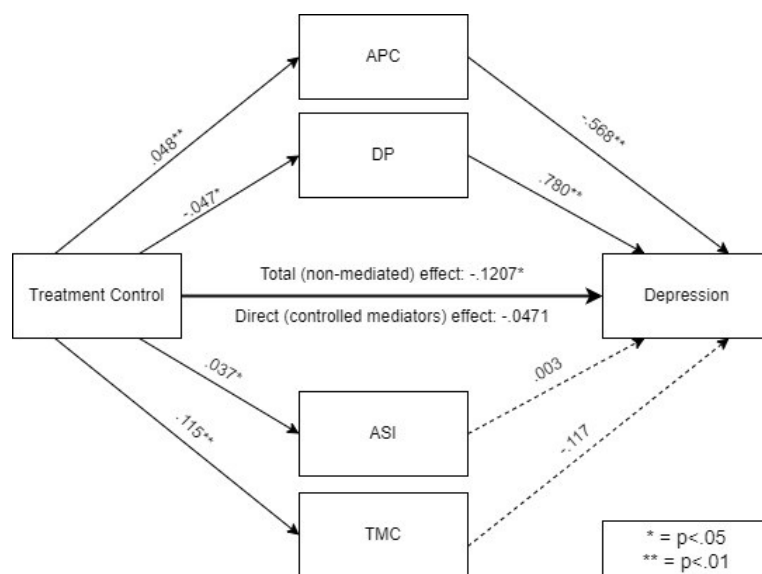 APC
.048**
-.568**
DP
-.047*
.780**
Treatment Control
Total (non-mediated) effect: -.1207*
Direct (controlled mediators) effect: -.0471
Depression
.037*
.003
ASI
.115**
-.117
TMC
* = p<.05
** = p<.01